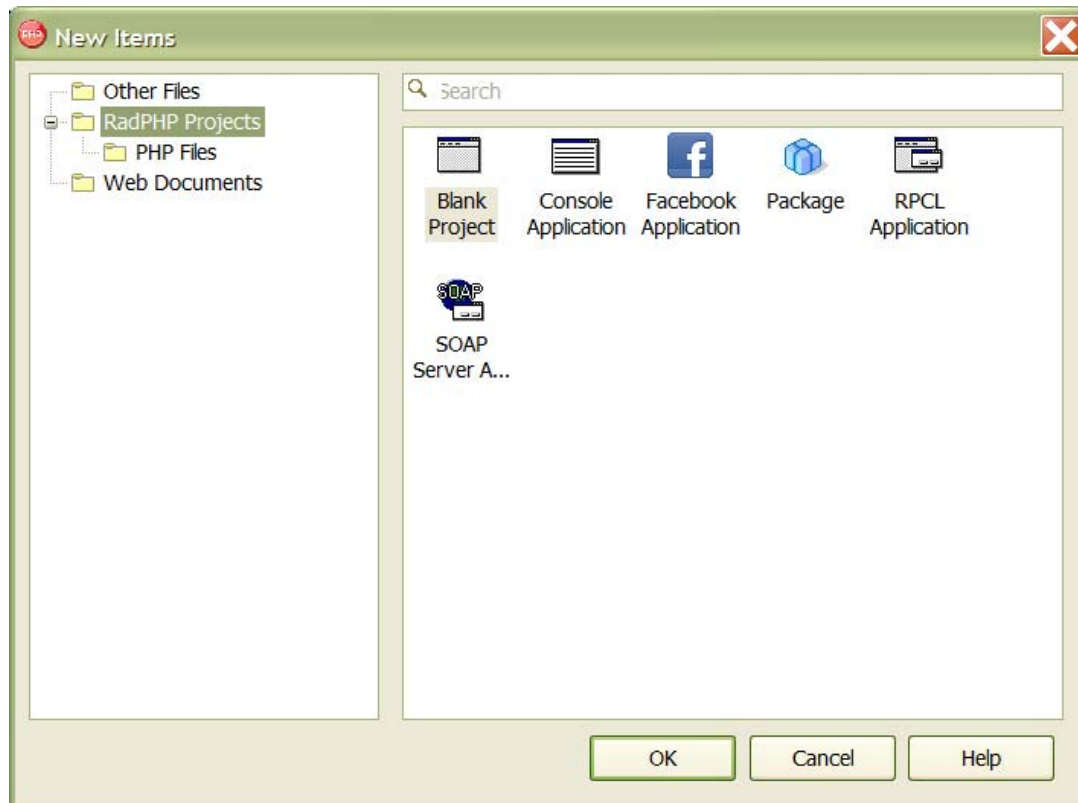 PHP New Items
Other Files
RadPHP Projects
PHP Files
Web Documents
Search
Blank
Project
Console
Application
Facebook
Application
Package
RPCL
Application
SOAP
SOAP
Server A...
OK
Cancel
Help